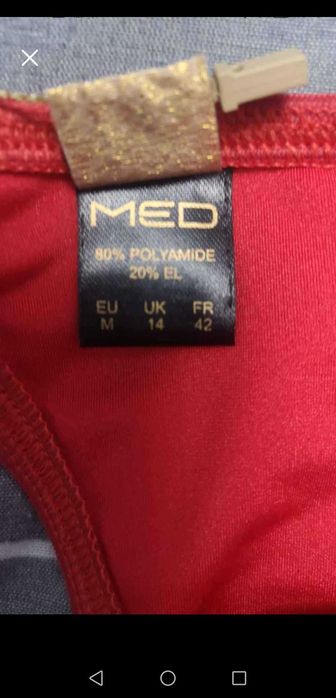 MED
80% POLYAMIDE
20% EL
EU UK FR
M 14 42